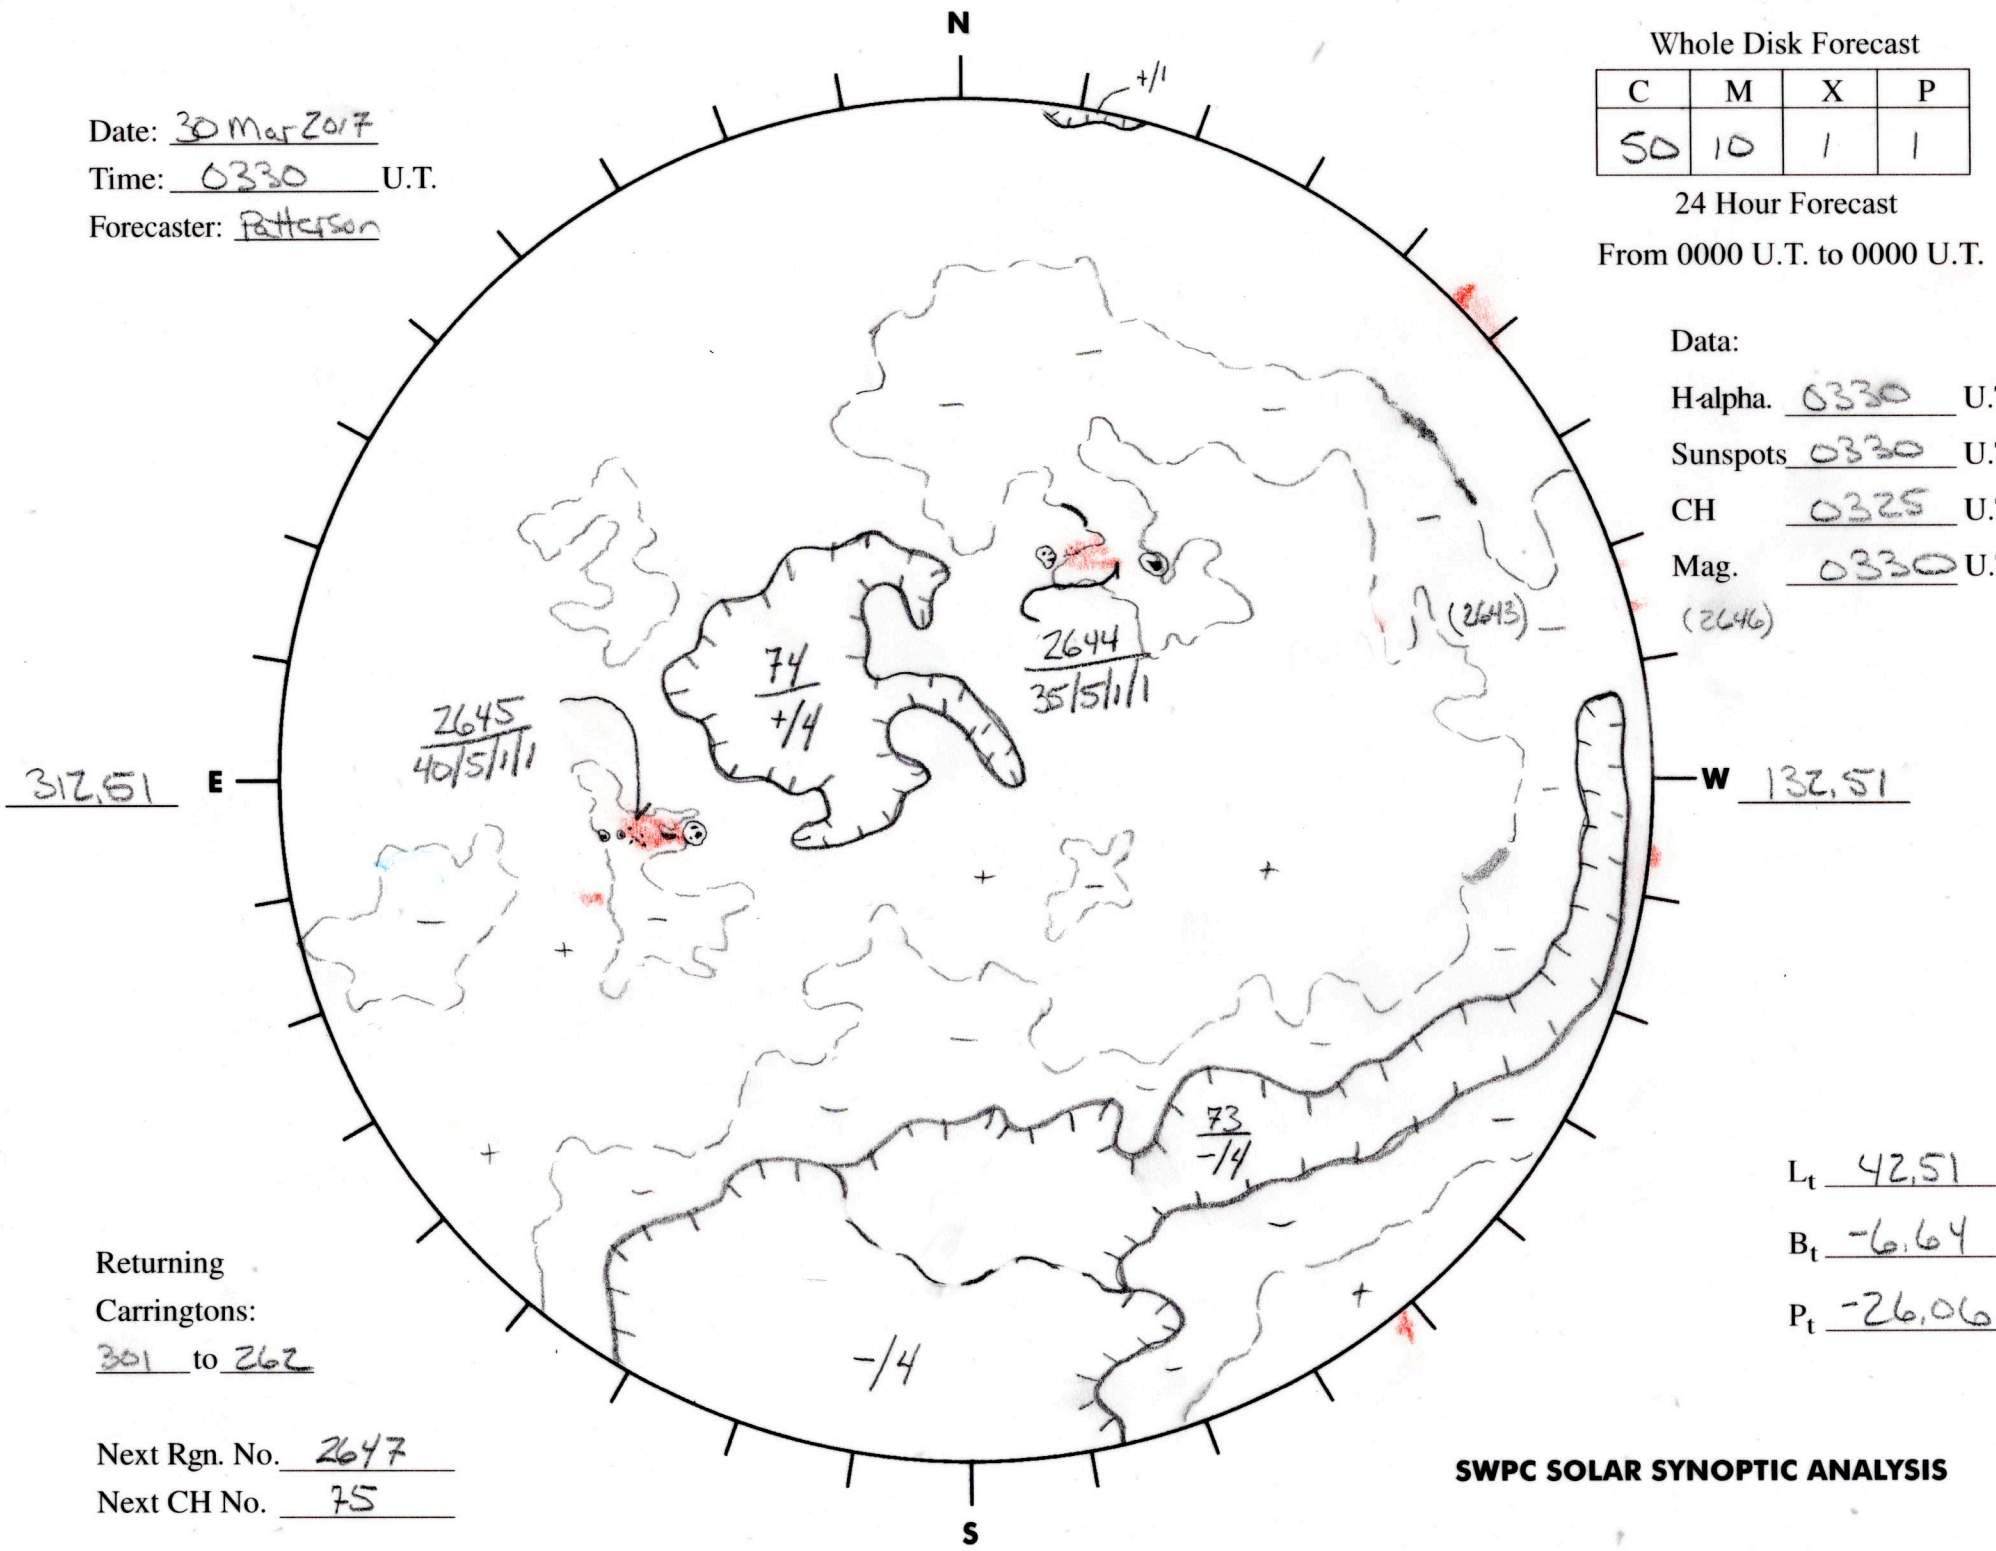 N
Whole Disk Forecast
C M X P
50 10 1 1
24 Hour Forecast
From 0000 U.T. to 0000 U.T.
Date: 30 Mar 2017
Time: 0330 U.T.
Forecaster: Patterson
+/1
Data:
H-alpha. 0330 U.T
Sunspots 0330 U.T
CH 0325 U.T
Mag. 0330 U.T
(2643)
(2646)
2644
35/5/1/1
74
+/4
2645
40/5/1/1
312.51 E
W 132.51
73
-/4
-/4
Lt 42.51
Bt -6.64
Pt -26.06
Returning
Carringtons:
301 to 262
Next Rgn. No. 2647
Next CH No. 75
SWPC SOLAR SYNOPTIC ANALYSIS
S